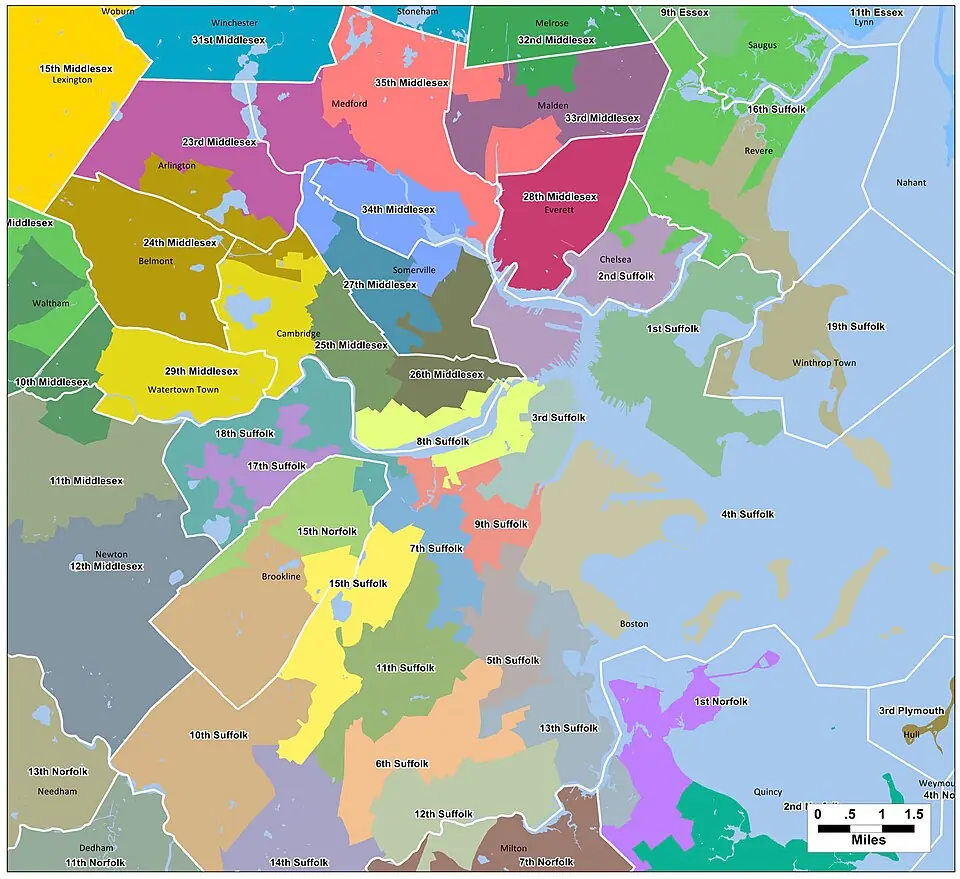 Woburn
Winchester
31st Middlesex
Stoneham
Melrose
32nd Middlesex
9th Essex
11th Essex
Lynn
Saugus
15th Middlesex
Lexington
35th Middlesex
Medford
Malden
33rd Middlesex
16th Suffolk
Revere
23rd Middlesex
Arlington
Nahant
28th Middlesex
Everett
34th Middlesex
Middlesex
24th Middlesex
Belmont
Chelsea
2nd Suffolk
Somerville
27th Middlesex
Waltham
Cambridge
25th Middlesex
1st Suffolk
19th Suffolk
Winthrop Town
29th Middlesex
Watertown Town
26th Middlesex
10th Middlesex
3rd Suffolk
18th Suffolk
8th Suffolk
17th Suffolk
11th Middlesex
4th Suffolk
9th Suffolk
15th Norfolk
7th Suffolk
Newton
12th Middlesex
Brookline
15th Suffolk
Boston
5th Suffolk
11th Suffolk
1st Norfolk
3rd Plymouth
Hull
10th Suffolk
13th Suffolk
6th Suffolk
13th Norfolk
Needham
Quincy
2nd
Weymou
4th No
12th Suffolk
Dedham
11th Norfolk
14th Suffolk
Milton
7th Norfolk
0 .5 1 1.5
Miles